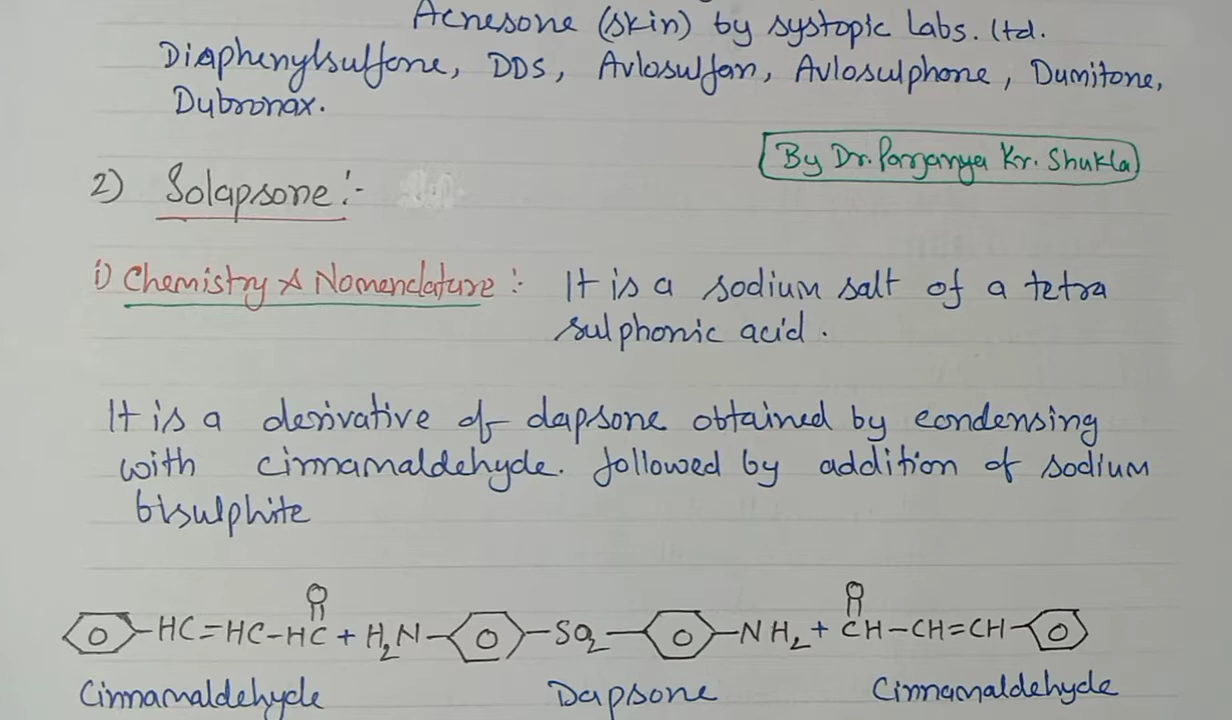 Acnesone (skin) by systopic Labs. Ltd.
Diaphenylsulfone, DDS, Avlosulfan, Avlosulphone, Dumitone,
Dubronax.
By Dr. Parjanya Kr. Shukla
2) Solapsone :-
i) Chemistry & Nomenclature :- It is a sodium salt of a tetra
sulphonic acid.
It is a derivative of dapsone obtained by condensing
with cinnamaldehyde. followed by addition of sodium
bisulphite
O O
HC=HC-HC + H₂N- -SO₂- -NH₂ + CH-CH=CH-
Cinnamaldehyde Dapsone Cinnamaldehyde